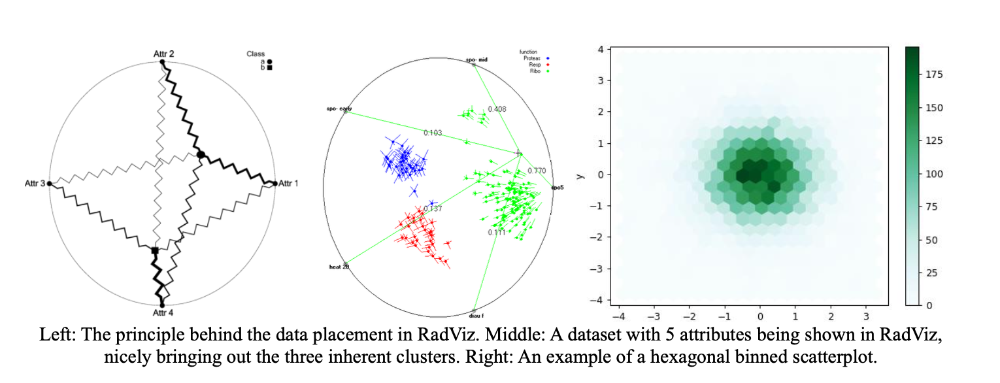 Attr 2
Class
a
b
Attr 3
Attr 1
Attr 4
function
Proteas
Resp
Ribo
spo- mid
spo- early
0.408
0.103
0.770
spo5
0.137
0.111
heat 20
diau f
4
3
2
1
0
−1
−2
−3
−4
y
−4 −3 −2 −1 0 1 2 3
175
150
125
100
75
50
25
0
Left: The principle behind the data placement in RadViz. Middle: A dataset with 5 attributes being shown in RadViz,
nicely bringing out the three inherent clusters. Right: An example of a hexagonal binned scatterplot.